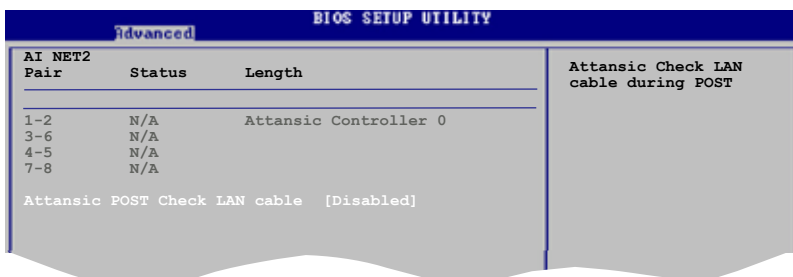 BIOS SETUP UTILITY
Advanced
AI NET2
Pair Status Length
1-2 N/A Attansic Controller 0
3-6 N/A
4-5 N/A
7-8 N/A
Attansic POST Check LAN cable [Disabled]
Attansic Check LAN
cable during POST